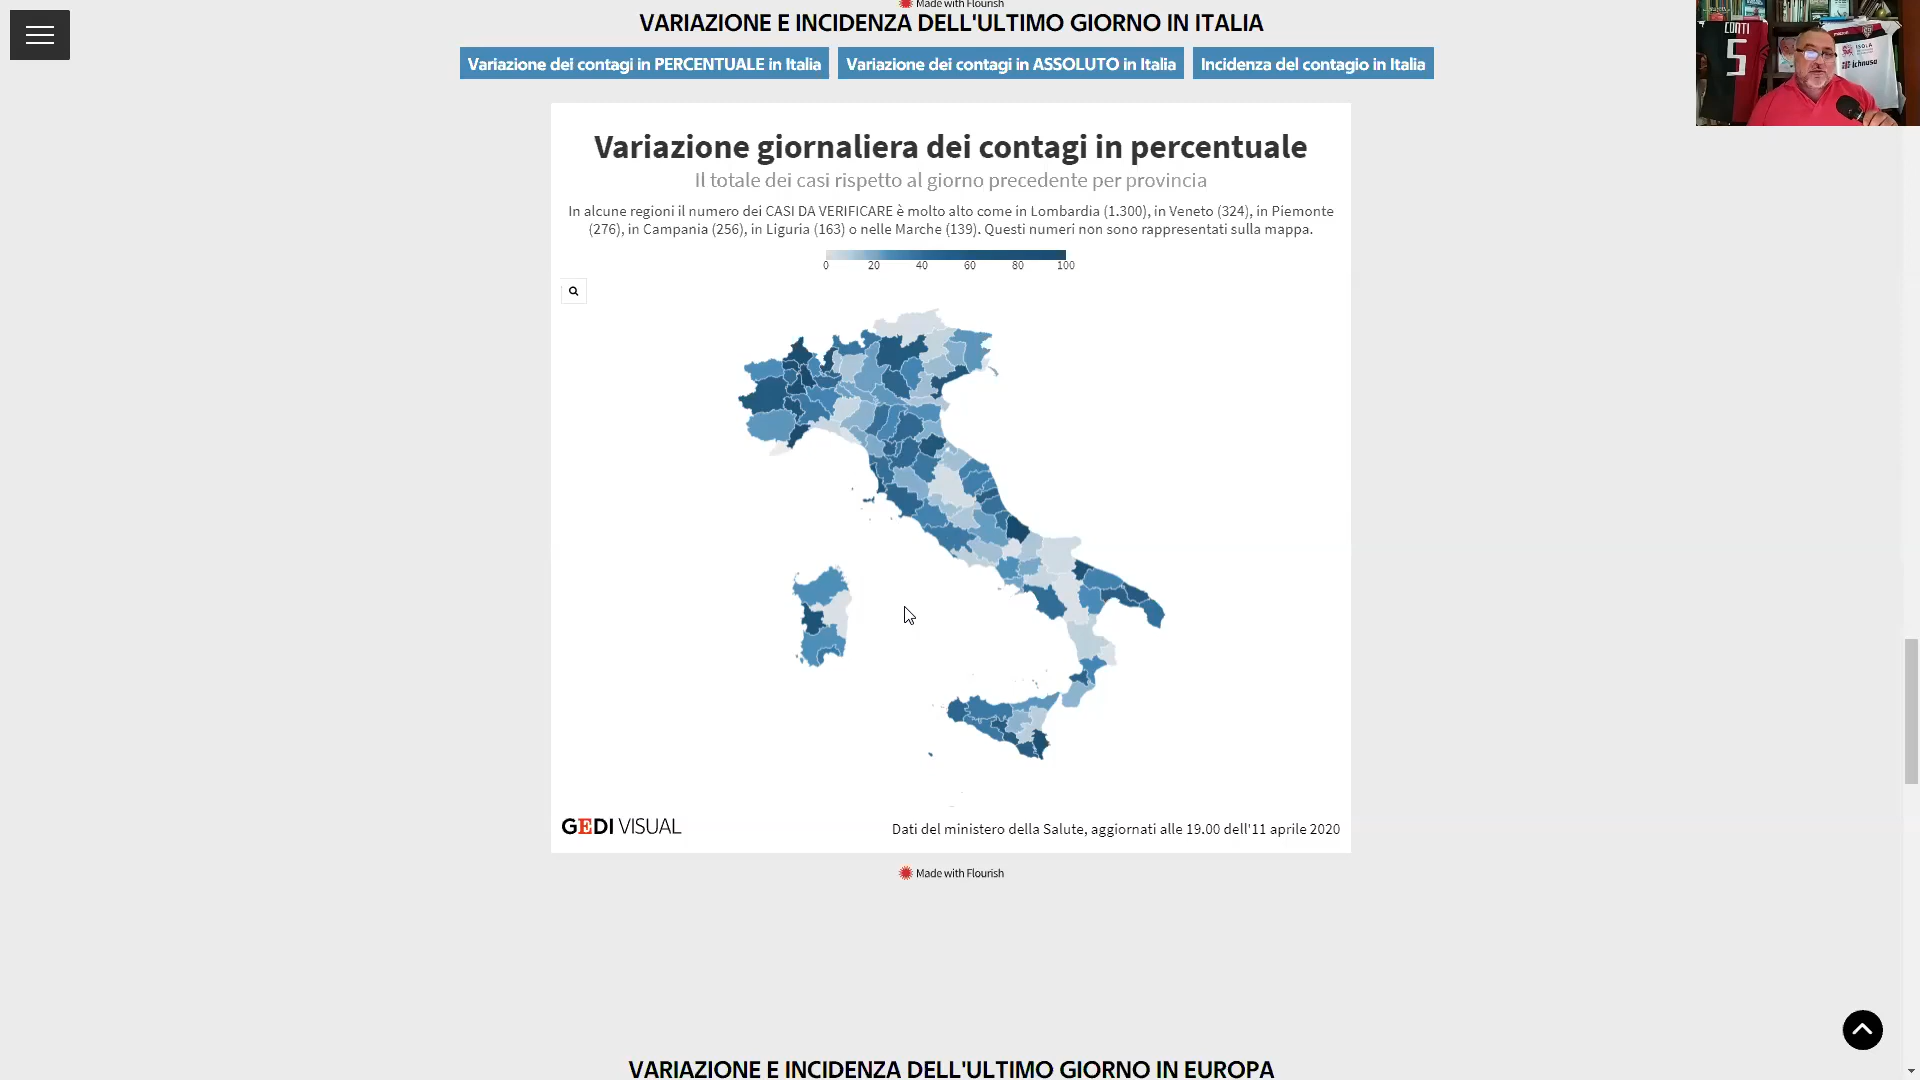 Made with Flourish
VARIAZIONE E INCIDENZA DELL'ULTIMO GIORNO IN ITALIA
Variazione dei contagi in PERCENTUALE in Italia
Variazione dei contagi in ASSOLUTO in Italia
Incidenza del contagio in Italia
CONTI
5
ichnusa
Variazione giornaliera dei contagi in percentuale
Il totale dei casi rispetto al giorno precedente per provincia
In alcune regioni il numero dei CASI DA VERIFICARE è molto alto come in Lombardia (1.300), in Veneto (324), in Piemonte
(276), in Campania (256), in Liguria (163) o nelle Marche (139). Questi numeri non sono rappresentati sulla mappa.
0 20 40 60 80 100
GEDI VISUAL
Dati del ministero della Salute, aggiornati alle 19.00 dell'11 aprile 2020
Made with Flourish
VARIAZIONE E INCIDENZA DELL'ULTIMO GIORNO IN EUROPA